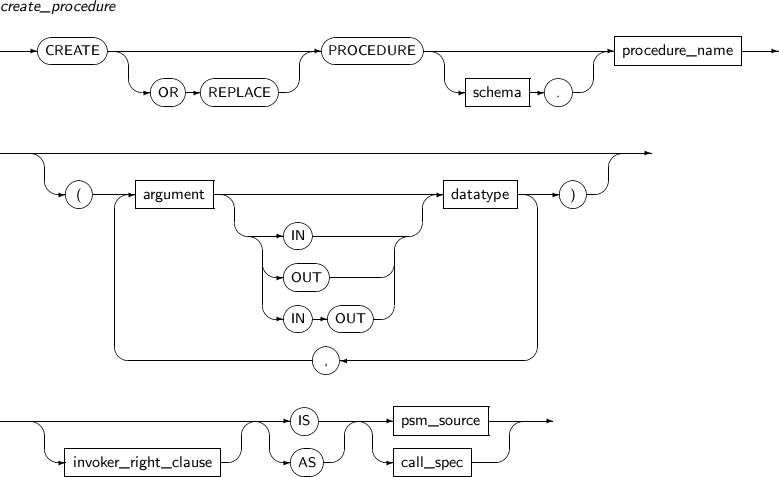 create_procedure
CREATE PROCEDURE procedure_name
OR REPLACE schema .
( argument datatype )
IN
OUT
IN OUT
,
IS psm_source
invoker_right_clause AS call_spec